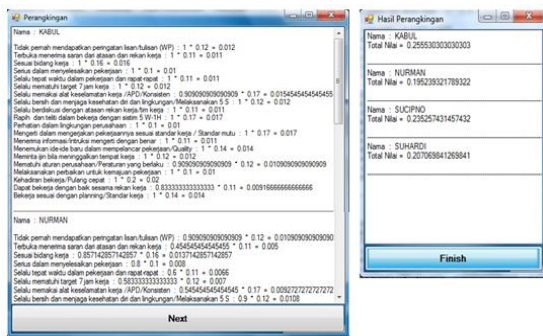 Perangkingan
Nama : KABUL
Tidak pernah mendapatkan peringatan lisan/tulisan (WP) : 1 * 0.12 = 0.012
Terbuka menerima saran dari atasan dan rekan kerja : 1 * 0.11 = 0.011
Sesuai bidang kerja : 1 * 0.16 = 0.016
Serius dalam menyelesaikan pekerjaan : 1 * 0.1 = 0.01
Selalu tepat waktu dalam pekerjaan dan rapat-rapat : 1 * 0.11 = 0.011
Selalu mematuhi target 7 jam kerja : 1 * 0.12 = 0.012
Selalu memakai alat keselamatan kerja /APD/Konsisten : 0.909090909090909 * 0.17 = 0.0154545454545455
Selalu bersih dan menjaga kesehatan diri dan lingkungan/Melaksanakan 5 S : 1 * 0.12 = 0.012
Selalu berdiskusi dengan atasan rekan kerja/tim kerja : 1 * 0.11 = 0.011
Rapih dan teliti dalam bekerja dengan sistim 5 W-1H : 1 * 0.17 = 0.017
Perhatian dalam lingkungan perusahaan : 1 * 0.1 = 0.01
Mengerti dalam mengerjakan pekerjaannya sesuai standar kerja / Standar mutu : 1 * 0.17 = 0.017
Menerima informasi/Intruksi mengerti dengan benar : 1 * 0.11 = 0.011
Menemukan ide-ide baru dalam memperlancar pekerjaan/Quality : 1 * 0.14 = 0.014
Meminta ijin bila meninggalkan tempat kerja : 1 * 0.12 = 0.012
Mematuhi aturan perusahaan/Peraturan yang berlaku : 0.909090909090909 * 0.12 = 0.0109090909090909
Melaksanakan perbaikan untuk kemajuan pekerjaan : 1 * 0.1 = 0.01
Kehadiran bekerja/Pulang cepat : 1 * 0.2 = 0.02
Dapat bekerja dengan baik sesama rekan kerja : 0.833333333333333 * 0.11 = 0.00916666666666666
Bekerja sesuai dengan planning/Standar kerja : 1 * 0.14 = 0.014
Nama : NURMAN
Tidak pernah mendapatkan peringatan lisan/tulisan (WP) : 0.909090909090909 * 0.12 = 0.010909090909090
Terbuka menerima saran dari atasan dan rekan kerja : 0.454545454545455 * 0.11 = 0.005
Sesuai bidang kerja : 0.857142857142857 * 0.16 = 0.0137142857142857
Serius dalam menyelesaikan pekerjaan : 0.8 * 0.1 = 0.008
Selalu tepat waktu dalam pekerjaan dan rapat-rapat : 0.6 * 0.11 = 0.0066
Selalu mematuhi target 7 jam kerja : 0.583333333333333 * 0.12 = 0.007
Selalu memakai alat keselamatan kerja /APD/Konsisten : 0.545454545454545 * 0.17 = 0.009272727272727
Selalu bersih dan menjaga kesehatan diri dan lingkungan/Melaksanakan 5 S : 0.9 * 0.12 = 0.0108
Next
Hasil Perangkingan
Nama : KABUL
Total Nilai = 0.255530303030303
Nama : NURMAN
Total Nilai = 0.195239321789322
Nama : SUCIPNO
Total Nilai = 0.235257431457432
Nama : SUHARDI
Total Nilai = 0.207069841269841
Finish